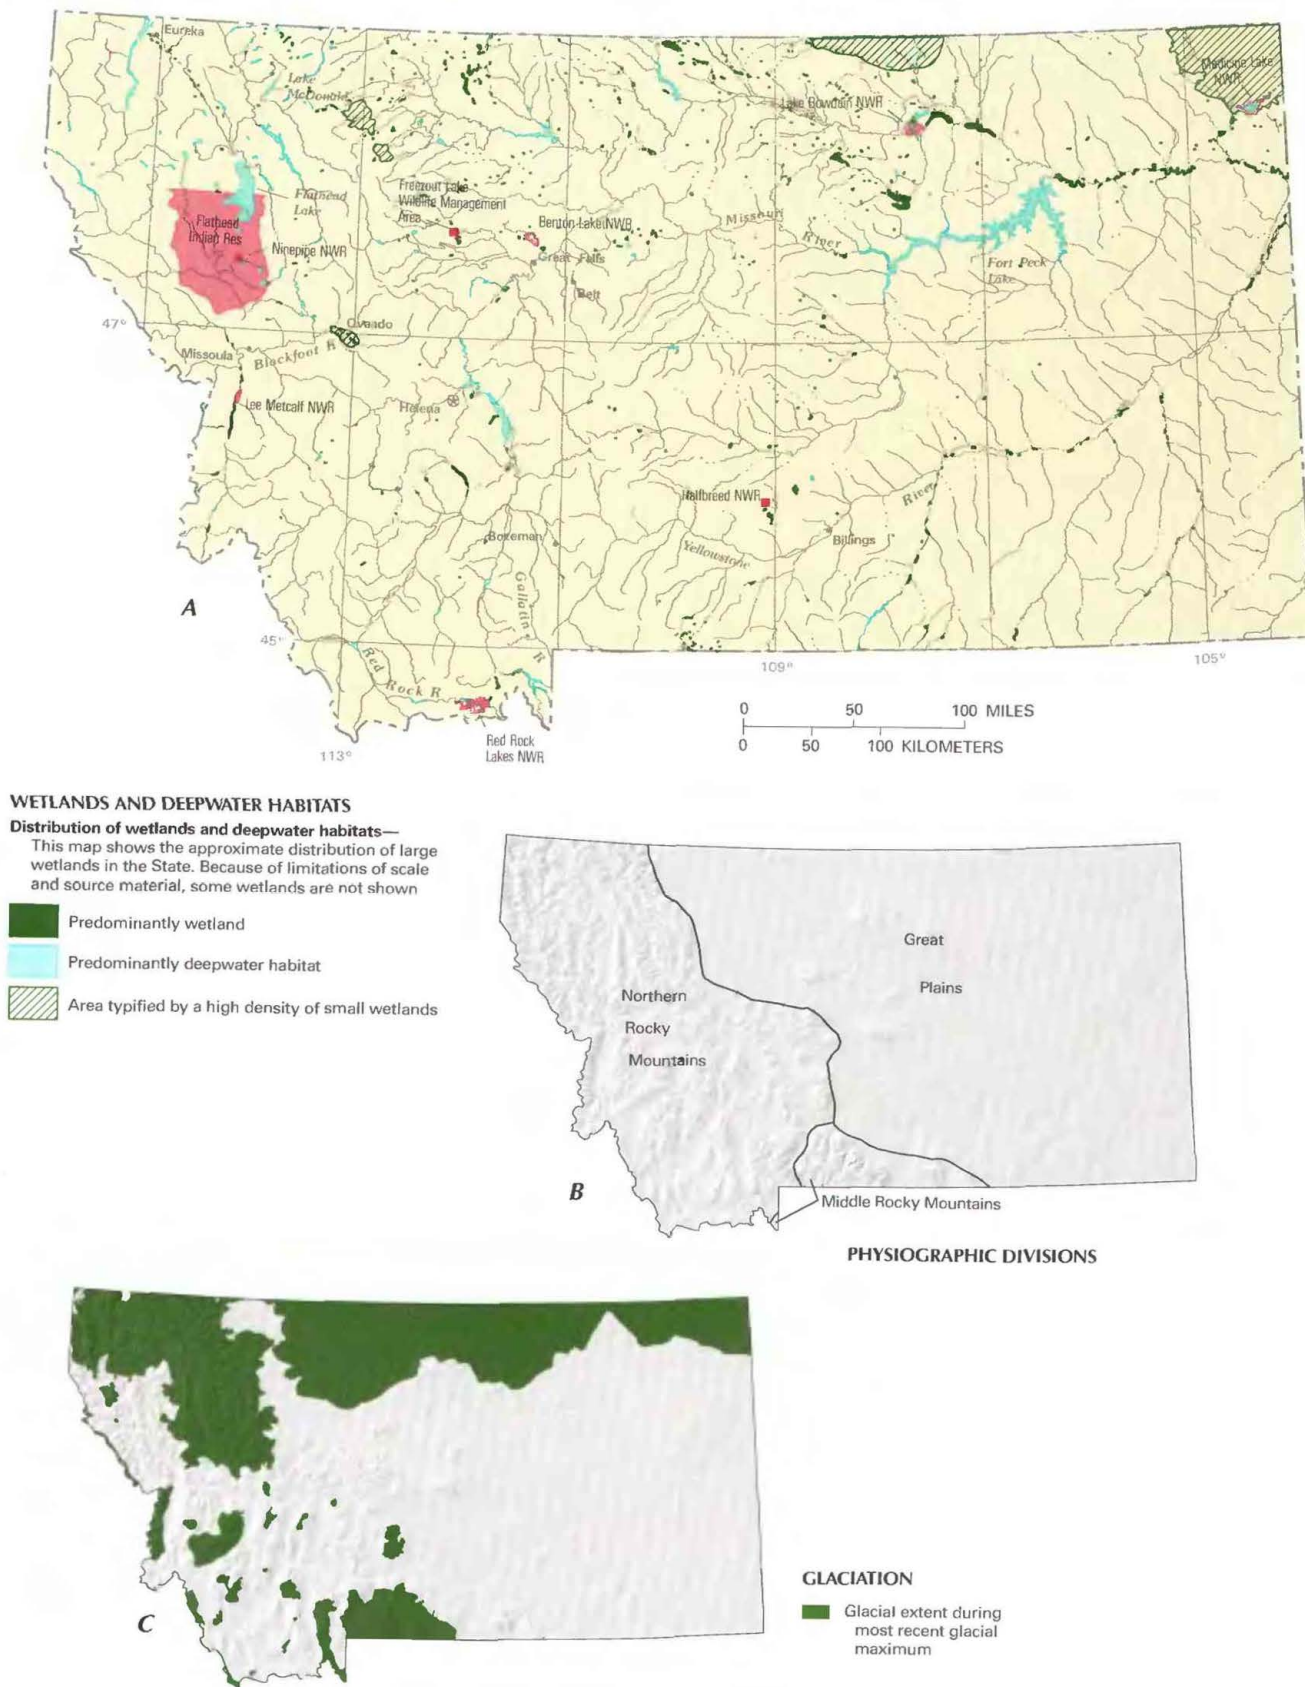 Eureka
Lake
McDonald
Medicine Lake
NWR
Lake Bowdoin NWR
Flathead
Lake
Flathead
Indian Res
Ninepipe NWR
Freezout Lake
Wildlife Management
Area
Benton Lake NWR
Great Falls
Belt
Missouri
River
Fort Peck
Lake
47°
Ovando
Missoula
Blackfoot R
Lee Metcalf NWR
Helena
Halfbreed NWR
River
Yellowstone
Billings
Bozeman
Gallatin R
A
45°
Red Rock R
Red Rock
Lakes NWR
113°
109°
105°
0 50 100 MILES
0 50 100 KILOMETERS
WETLANDS AND DEEPWATER HABITATS
Distribution of wetlands and deepwater habitats—
This map shows the approximate distribution of large
wetlands in the State. Because of limitations of scale
and source material, some wetlands are not shown
Predominantly wetland
Predominantly deepwater habitat
Area typified by a high density of small wetlands
Great
Plains
Northern
Rocky
Mountains
B
Middle Rocky Mountains
PHYSIOGRAPHIC DIVISIONS
C
GLACIATION
Glacial extent during
most recent glacial
maximum